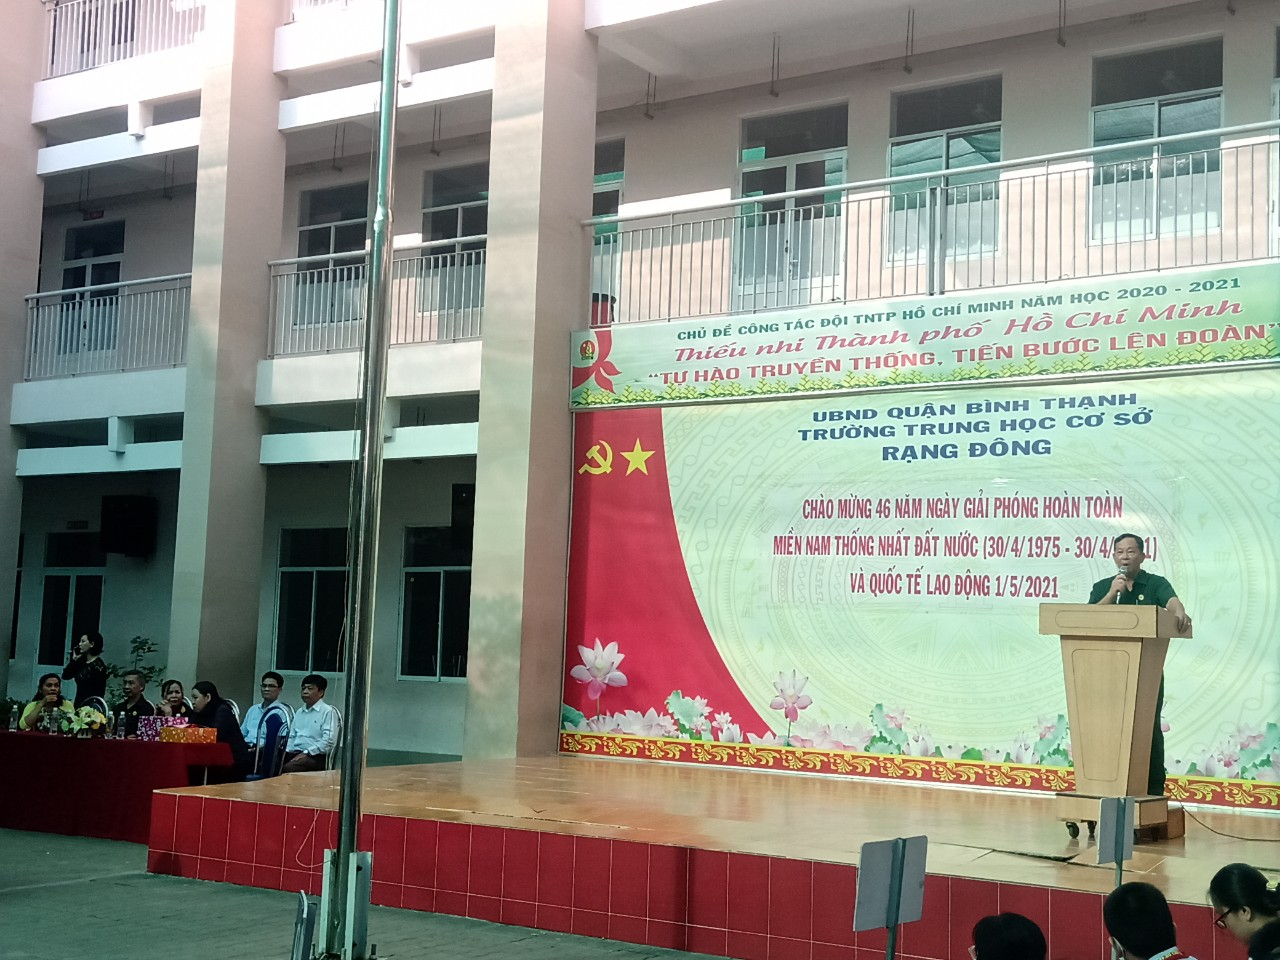 CHỦ ĐỀ CÔNG TÁC ĐỘI TNTP HỒ CHÍ MINH NĂM HỌC 2020 - 2021
Thiếu nhi Thành phố Hồ Chí Minh
"TỰ HÀO TRUYỀN THỐNG, TIẾN BƯỚC LÊN ĐOÀN"
UBND QUẬN BÌNH THẠNH
TRƯỜNG TRUNG HỌC CƠ SỞ
RẠNG ĐÔNG
CHÀO MỪNG 46 NĂM NGÀY GIẢI PHÓNG HOÀN TOÀN
MIỀN NAM THỐNG NHẤT ĐẤT NƯỚC (30/4/1975 - 30/4/ 1)
VÀ QUỐC TẾ LAO ĐỘNG 1/5/2021